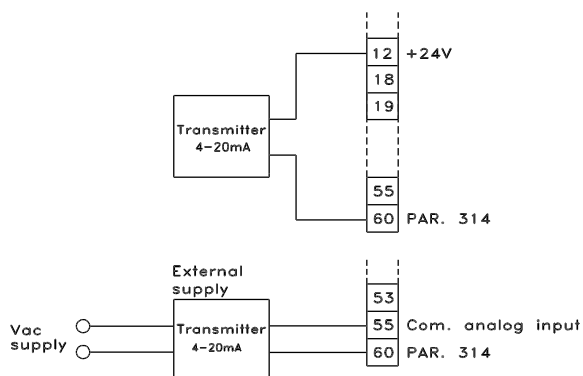 12 +24V
18
19
Transmitter
4-20mA
55
60 PAR. 314
External
supply
53
Vac
supply
Transmitter
4-20mA
55 Com. analog input
60 PAR. 314